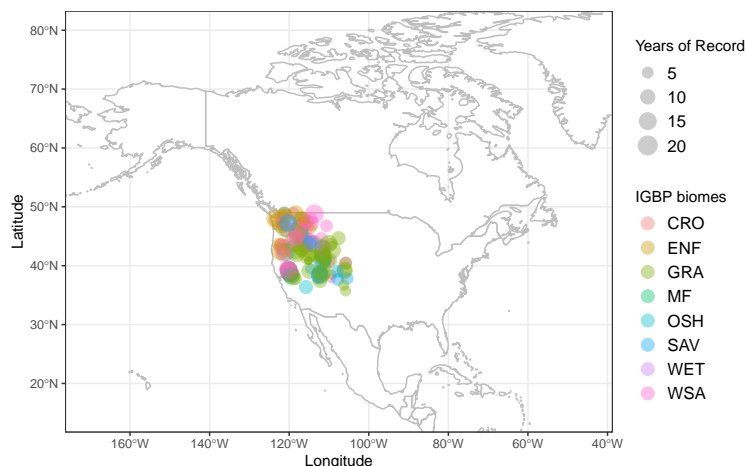 80°N
70°N
60°N
50°N
40°N
30°N
20°N
Latitude
160°W
140°W
120°W
100°W
80°W
60°W
40°W
Longitude
Years of Record
5
10
15
20
IGBP biomes
CRO
ENF
GRA
MF
OSH
SAV
WET
WSA